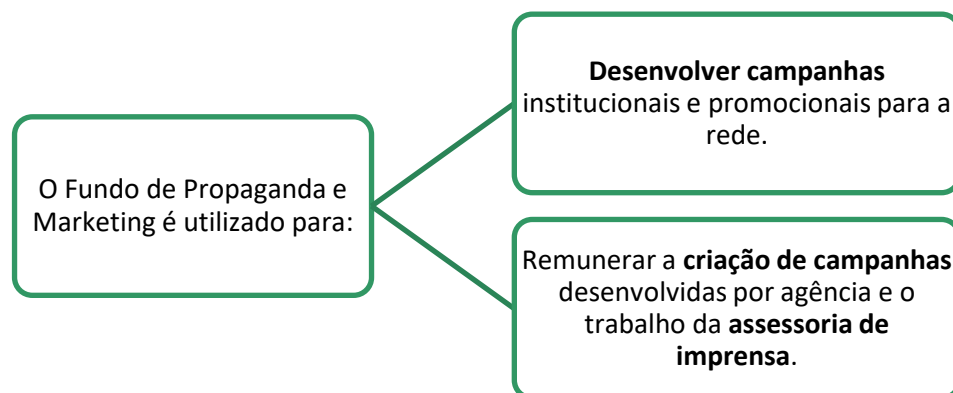 O Fundo de Propaganda e
Marketing é utilizado para:
Desenvolver campanhas
institucionais e promocionais para a
rede.
Remunerar a criação de campanhas
desenvolvidas por agência e o
trabalho da assessoria de
imprensa.